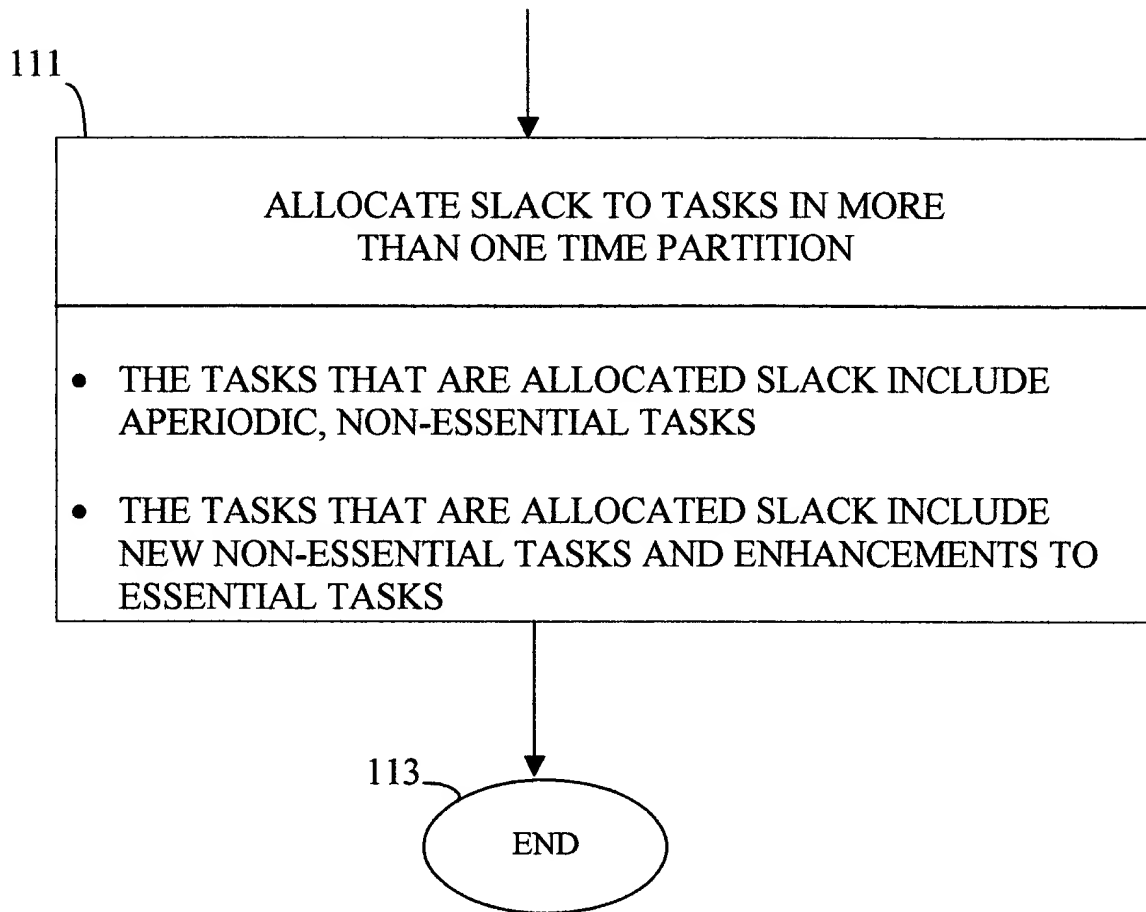 111
ALLOCATE SLACK TO TASKS IN MORE
THAN ONE TIME PARTITION
• THE TASKS THAT ARE ALLOCATED SLACK INCLUDE
APERIODIC, NON-ESSENTIAL TASKS
• THE TASKS THAT ARE ALLOCATED SLACK INCLUDE
NEW NON-ESSENTIAL TASKS AND ENHANCEMENTS TO
ESSENTIAL TASKS
113
END